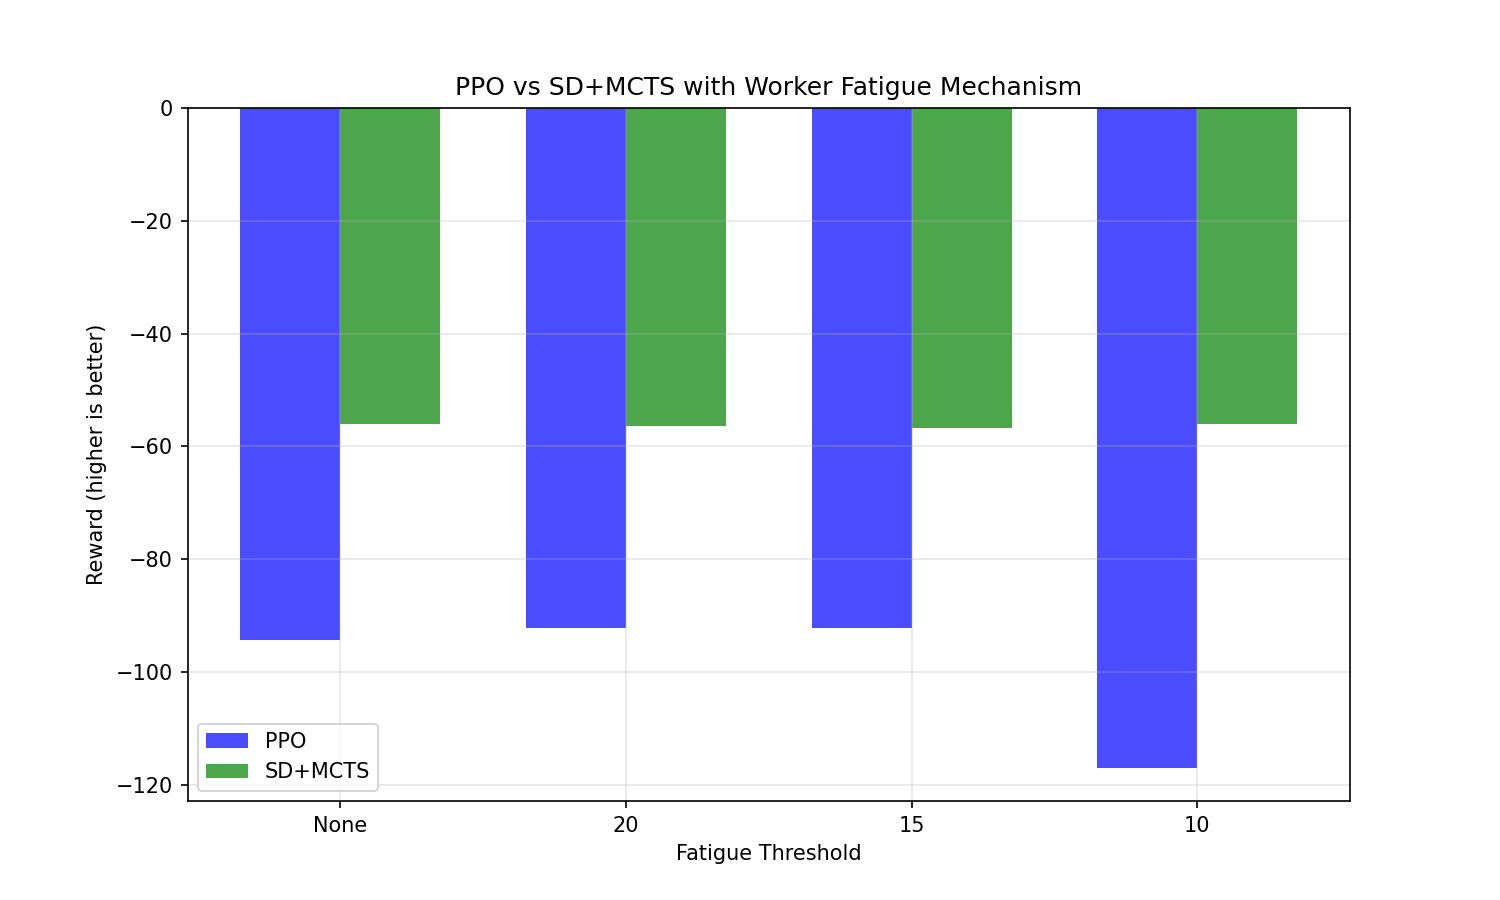 PPO vs SD+MCTS with Worker Fatigue Mechanism
Reward (higher is better)
0
−20
−40
−60
−80
−100
−120
PPO
SD+MCTS
None
20
15
10
Fatigue Threshold